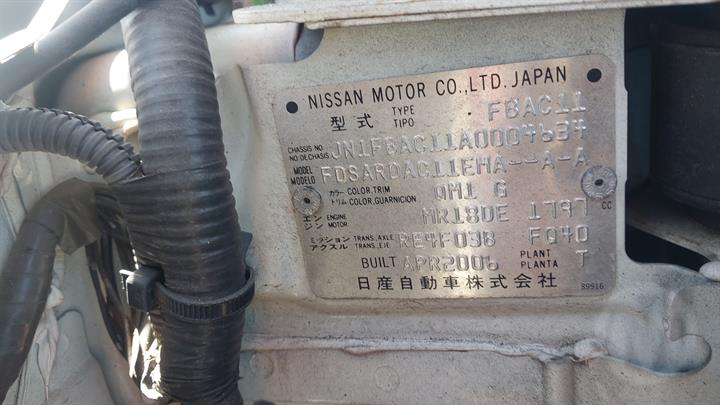 NISSAN MOTOR CO.,LTD. JAPAN
型式 TYPE TIPO FBAC11
CHASSIS NO NO DE CHASIS JN1FBAC11A0004634
MODEL MODELO FDSARDAC11EHA--A-A
カラー COLOR,TRIM トリム COLOR,GUARNICION QM1 G
エンジン ENGINE MOTOR MR18DE 1797 CC
ミッション TRANS.,AXLE アクスル TRANS.,EJE RE4F03B FQ40
BUILT APR2006 PLANT PLANTA T
日産自動車株式会社 89916